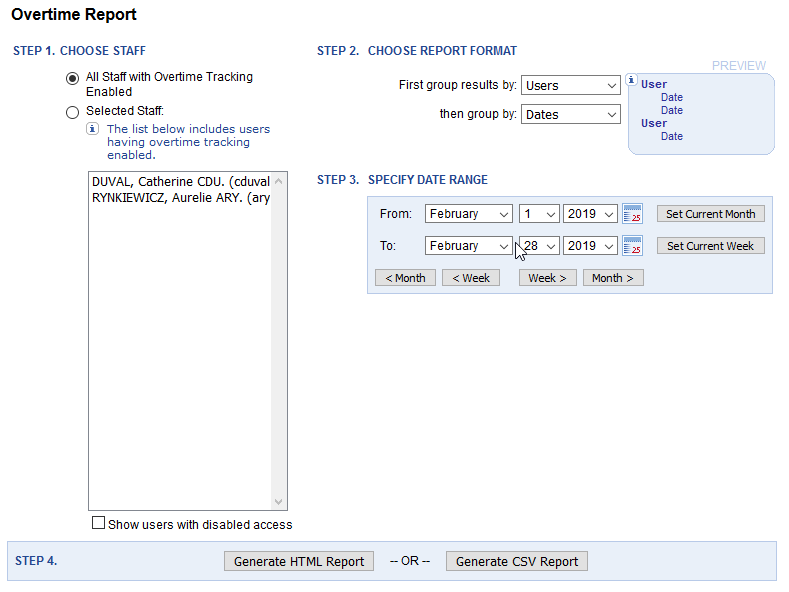 Overtime Report
STEP 1. CHOOSE STAFF
All Staff with Overtime Tracking
Enabled
Selected Staff:
i The list below includes users
having overtime tracking
enabled.
DUVAL, Catherine CDU. (cduval
RYNKIEWICZ, Aurelie ARY. (ary
Show users with disabled access
STEP 2. CHOOSE REPORT FORMAT
First group results by: Users
then group by: Dates
PREVIEW
i User
Date
Date
User
Date
STEP 3. SPECIFY DATE RANGE
From: February 1 2019 25 Set Current Month
To: February 28 2019 25 Set Current Week
< Month < Week Week > Month >
STEP 4. Generate HTML Report -- OR -- Generate CSV Report